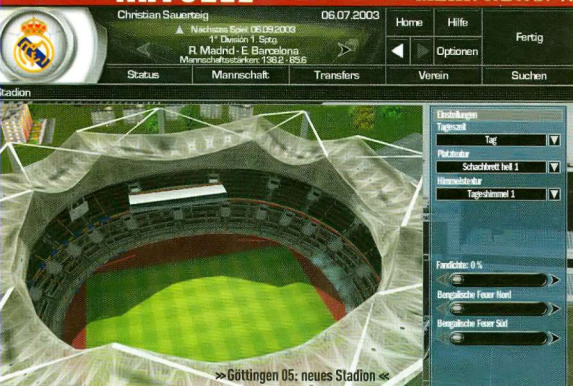 Christian Sauerteig
06.07.2003
▲ Nächstes Spiel 06.09.2003
1ª División 1. Sptg.
R. Madrid - E. Barcelona
Mannschaftsstärken: 138.2 - 85.6
Home
Hilfe
Optionen
Fertig
Status
Mannschaft
Transfers
Verein
Suchen
Stadion
Einstellungen
Tageszeit
Tag
Platztextur
Schachbrett hell 1
Himmelstextur
Tageshimmel 1
Fandichte: 0 %
Bengalische Feuer Nord
Bengalische Feuer Süd
»Göttingen 05: neues Stadion«